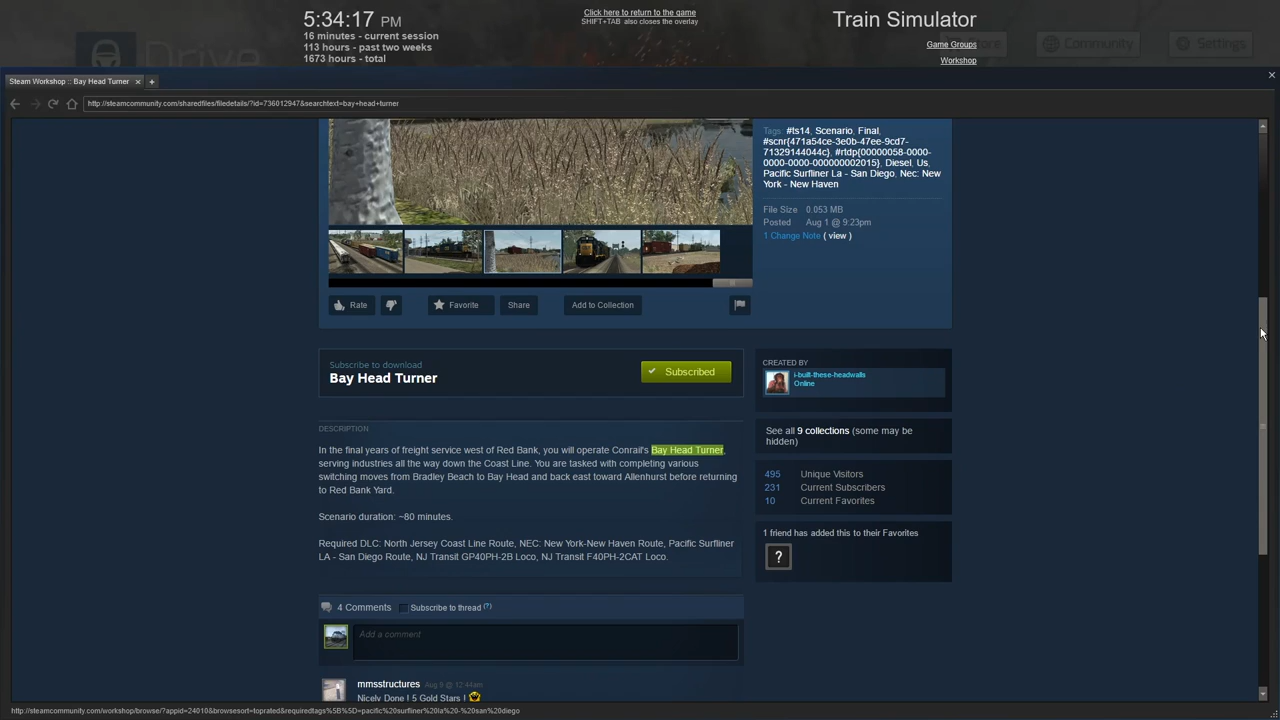 5:34:17 PM
16 minutes - current session
113 hours - past two weeks
1673 hours - total
Click here to return to the game
SHIFT+TAB also closes the overlay
Train Simulator
Game Groups
Workshop
Drive
Store
Community
Settings
Steam Workshop :: Bay Head Turner
http://steamcommunity.com/sharedfiles/filedetails/?id=736012947&searchtext=bay+head+turner
Tags: #ts14, Scenario, Final,
#scnr{471a54ce-3e0b-47ee-9cd7-
71329144044c}, #rtdp{00000058-0000-
0000-0000-000000002015}, Diesel, Us,
Pacific Surfliner La - San Diego, Nec: New
York - New Haven
File Size 0.053 MB
Posted Aug 1 @ 9:23pm
1 Change Note ( view )
Rate
Favorite
Share
Add to Collection
Subscribe to download
Bay Head Turner
Subscribed
CREATED BY
i-built-these-headwalls
Online
DESCRIPTION
In the final years of freight service west of Red Bank, you will operate Conrail's Bay Head Turner,
serving industries all the way down the Coast Line. You are tasked with completing various
switching moves from Bradley Beach to Bay Head and back east toward Allenhurst before returning
to Red Bank Yard.
Scenario duration: ~80 minutes.
Required DLC: North Jersey Coast Line Route, NEC: New York-New Haven Route, Pacific Surfliner
LA - San Diego Route, NJ Transit GP40PH-2B Loco, NJ Transit F40PH-2CAT Loco.
See all 9 collections (some may be
hidden)
495 Unique Visitors
231 Current Subscribers
10 Current Favorites
1 friend has added this to their Favorites
?
4 Comments
Subscribe to thread (?)
Add a comment
mmsstructures Aug 9 @ 12:44am
Nicely Done ! 5 Gold Stars !
http://steamcommunity.com/workshop/browse/?appid=24010&browsesort=toprated&requiredtags%5B%5D=pacific%20surfliner%20la%20-%20san%20diego